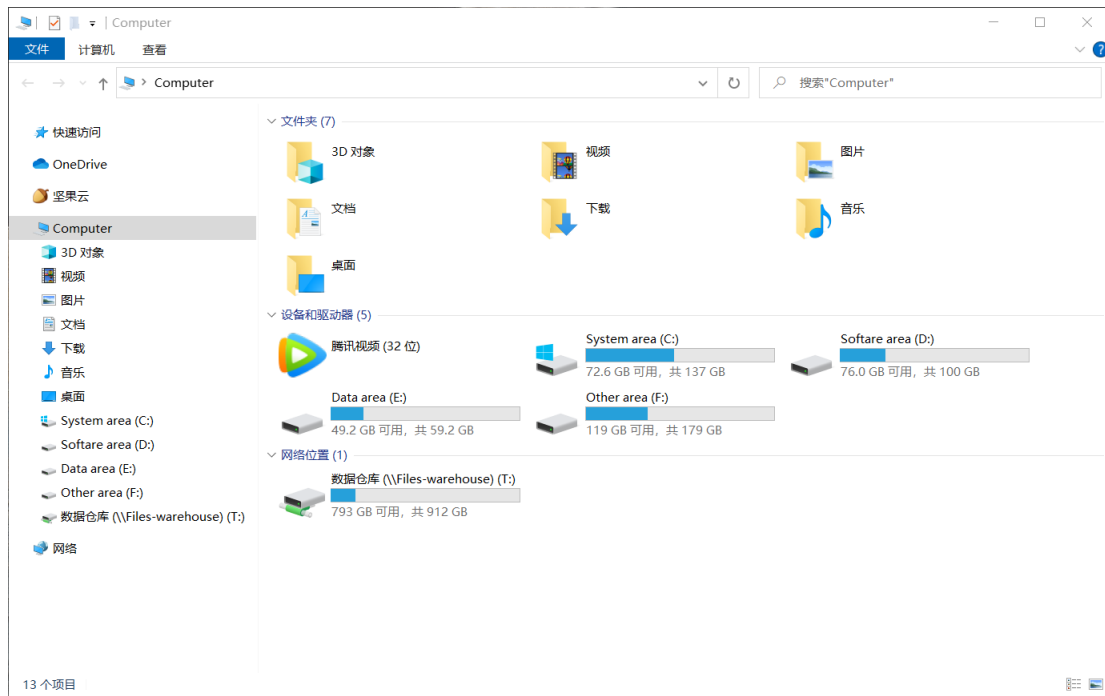 Computer
文件 计算机 查看
Computer
搜索"Computer"
快速访问
OneDrive
坚果云
Computer
3D 对象
视频
图片
文档
下载
音乐
桌面
System area (C:)
Softare area (D:)
Data area (E:)
Other area (F:)
数据仓库 (\\Files-warehouse) (T:)
网络
文件夹 (7)
3D 对象
视频
图片
文档
下载
音乐
桌面
设备和驱动器 (5)
腾讯视频 (32 位)
System area (C:)
72.6 GB 可用，共 137 GB
Softare area (D:)
76.0 GB 可用，共 100 GB
Data area (E:)
49.2 GB 可用，共 59.2 GB
Other area (F:)
119 GB 可用，共 179 GB
网络位置 (1)
数据仓库 (\\Files-warehouse) (T:)
793 GB 可用，共 912 GB
13 个项目